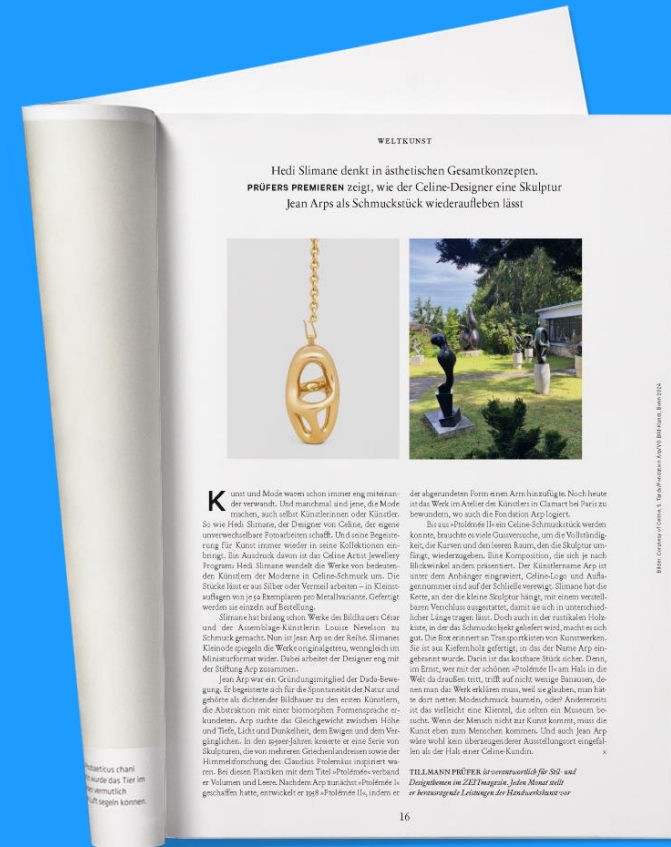 WELTKUNST
Hedi Slimane denkt in ästhetischen Gesamtkonzepten.
PRÜFERS PREMIEREN zeigt, wie der Celine-Designer eine Skulptur
Jean Arps als Schmuckstück wiederaufleben lässt
Kunst und Mode waren schon immer eng miteinan-
der verwandt. Und manchmal sind jene, die Mode
machen, auch selbst Künstlerinnen oder Künstler.
So wie Hedi Slimane, der Designer von Celine, der eigene
unverwechselbare Fotoarbeiten schafft. Und seine Begeiste-
rung für Kunst immer wieder in seine Kollektionen ein-
bringt. Ein Ausdruck davon ist das Celine Artist Jewellery
Program: Hedi Slimane wandelt die Werke von bedeuten-
den Künstlern der Moderne in Celine-Schmuck um. Die
Stücke lässt er aus Silber oder Vermeil arbeiten – in Kleinst-
auflagen von je 50 Exemplaren pro Metallvariante. Gefertigt
werden sie einzeln auf Bestellung.
Slimane hat bislang schon Werke des Bildhauers César
und der Assemblage-Künstlerin Louise Nevelson zu
Schmuck gemacht. Nun ist Jean Arp an der Reihe. Slimanes
Kleinode spiegeln die Werke originalgetreu, wenngleich im
Miniaturformat wider. Dabei arbeitet der Designer eng mit
der Stiftung Arp zusammen.
Jean Arp war ein Gründungsmitglied der Dada-Bewe-
gung. Er begeisterte sich für die Spontaneität der Natur und
gehörte als dichtender Bildhauer zu den ersten Künstlern,
die Abstraktion mit einer biomorphen Formensprache er-
kundeten. Arp suchte das Gleichgewicht zwischen Höhe
und Tiefe, Licht und Dunkelheit, dem Ewigen und dem Ver-
gänglichen. In den 1950er-Jahren kreierte er eine Serie von
Skulpturen, die von mehreren Griechenlandreisen sowie der
Himmelsforschung des Claudius Ptolemäus inspiriert wa-
ren. Bei diesen Plastiken mit dem Titel »Ptolémée« verband
er Volumen und Leere. Nachdem Arp zunächst »Ptolémée I«
geschaffen hatte, entwickelt er 1958 »Ptolémée II«, indem er
der abgerundeten Form einen Arm hinzufügte. Noch heute
ist das Werk im Atelier des Künstlers in Clamart bei Paris zu
bewundern, wo auch die Fondation Arp logiert.
Bis aus »Ptolémée II« ein Celine-Schmuckstück werden
konnte, brauchte es viele Gussversuche, um die Vollständig-
keit, die Kurven und den leeren Raum, den die Skulptur um-
fängt, wiederzugeben. Eine Komposition, die sich je nach
Blickwinkel anders präsentiert. Der Künstlername Arp ist
unter dem Anhänger eingraviert, Celine-Logo und Aufla-
gennummer sind auf der Schließe verewigt. Slimane hat die
Kette, an der die kleine Skulptur hängt, mit einem verstell-
baren Verschluss ausgestattet, damit sie sich in unterschied-
licher Länge tragen lässt. Doch auch in der rustikalen Holz-
kiste, in der das Schmuckobjekt geliefert wird, macht es sich
gut. Die Box erinnert an Transportkisten von Kunstwerken.
Sie ist aus Kiefernholz gefertigt, in das der Name Arp ein-
gebrannt wurde. Darin ist das kostbare Stück sicher. Denn,
im Ernst, wer mit der schönen »Ptolémée II« am Hals in die
Welt da draußen tritt, trifft auf nicht wenige Banausen, de-
nen man das Werk erklären muss, weil sie glauben, man hät-
te dort netten Modeschmuck baumeln, oder? Andererseits
ist das vielleicht eine Klientel, die selten ein Museum be-
sucht. Wenn der Mensch nicht zur Kunst kommt, muss die
Kunst eben zum Menschen kommen. Und auch Jean Arp
wäre wohl kein überzeugenderer Ausstellungsort eingefal-
len als der Hals einer Celine-Kundin.
TILLMANN PRÜFER ist verantwortlich für Stil- und
Designthemen im ZEITmagazin. Jeden Monat stellt
er herausragende Leistungen der Handwerkskunst vor
16
chani
wurde das Tier im
vermutlich
Luft segeln können.